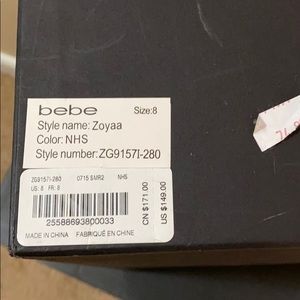 bebe Size:8
Style name: Zoyaa
Color: NHS
Style number: ZG9157I-280
ZG9157I-280 0715 SMR2 NHS
US: 8 FR: 8
25588693800033
MADE IN CHINA FABRIQUÉ EN CHINE
CN $171.00
US $149.00